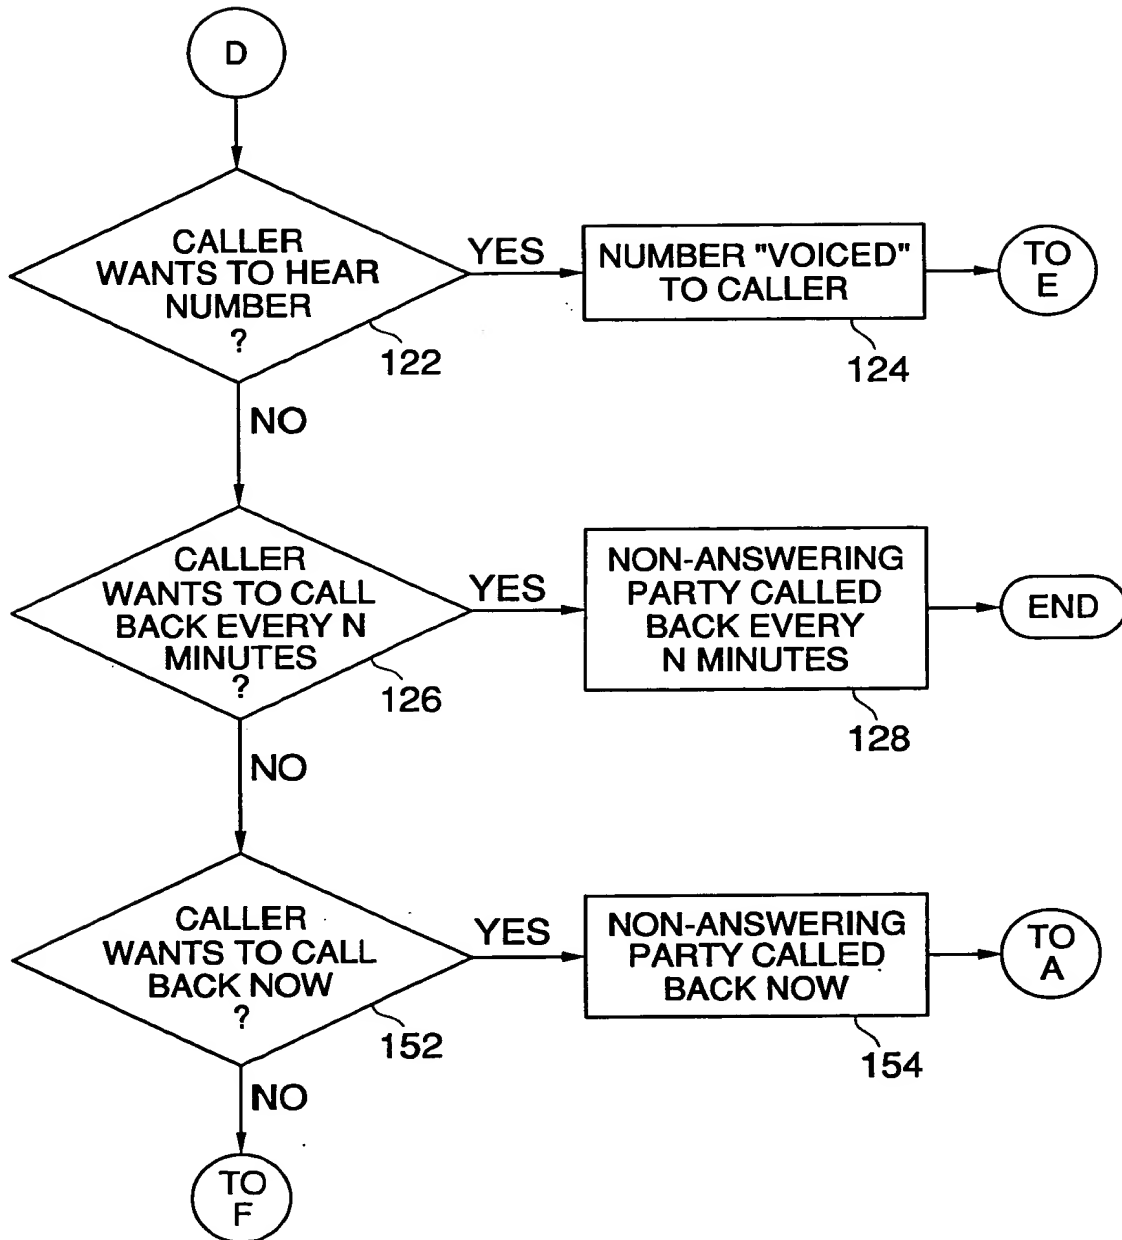 D
CALLER
WANTS TO HEAR
NUMBER
?
122
YES
NUMBER "VOICED"
TO CALLER
124
TO
E
NO
CALLER
WANTS TO CALL
BACK EVERY N
MINUTES
?
126
YES
NON-ANSWERING
PARTY CALLED
BACK EVERY
N MINUTES
128
END
NO
CALLER
WANTS TO CALL
BACK NOW
?
152
YES
NON-ANSWERING
PARTY CALLED
BACK NOW
154
TO
A
NO
TO
F